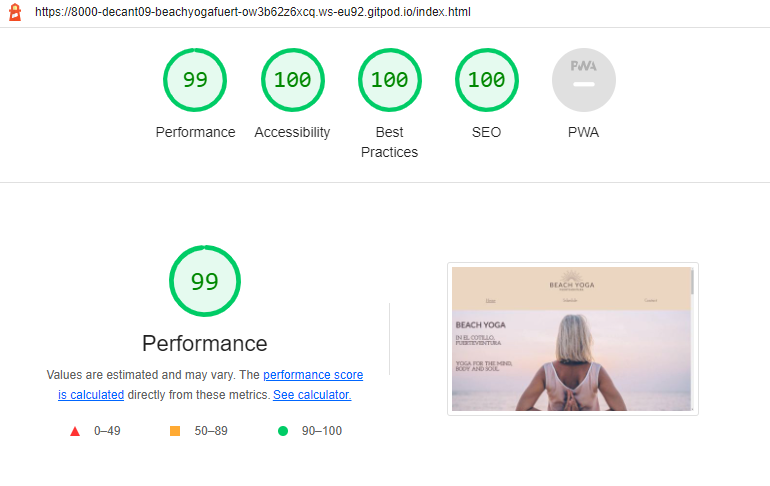 https://8000-decant09-beachyogafuert-ow3b62z6xcq.ws-eu92.gitpod.io/index.html
99
100
100
100
PWA
Performance
Accessibility
Best
Practices
SEO
PWA
99
Performance
Values are estimated and may vary. The performance score
is calculated directly from these metrics. See calculator.
0–49
50–89
90–100
BEACH YOGA
Home
Schedule
Contact
BEACH YOGA
IN EL COTILLO,
FUERTEVENTURA
YOGA FOR THE MIND,
BODY AND SOUL.